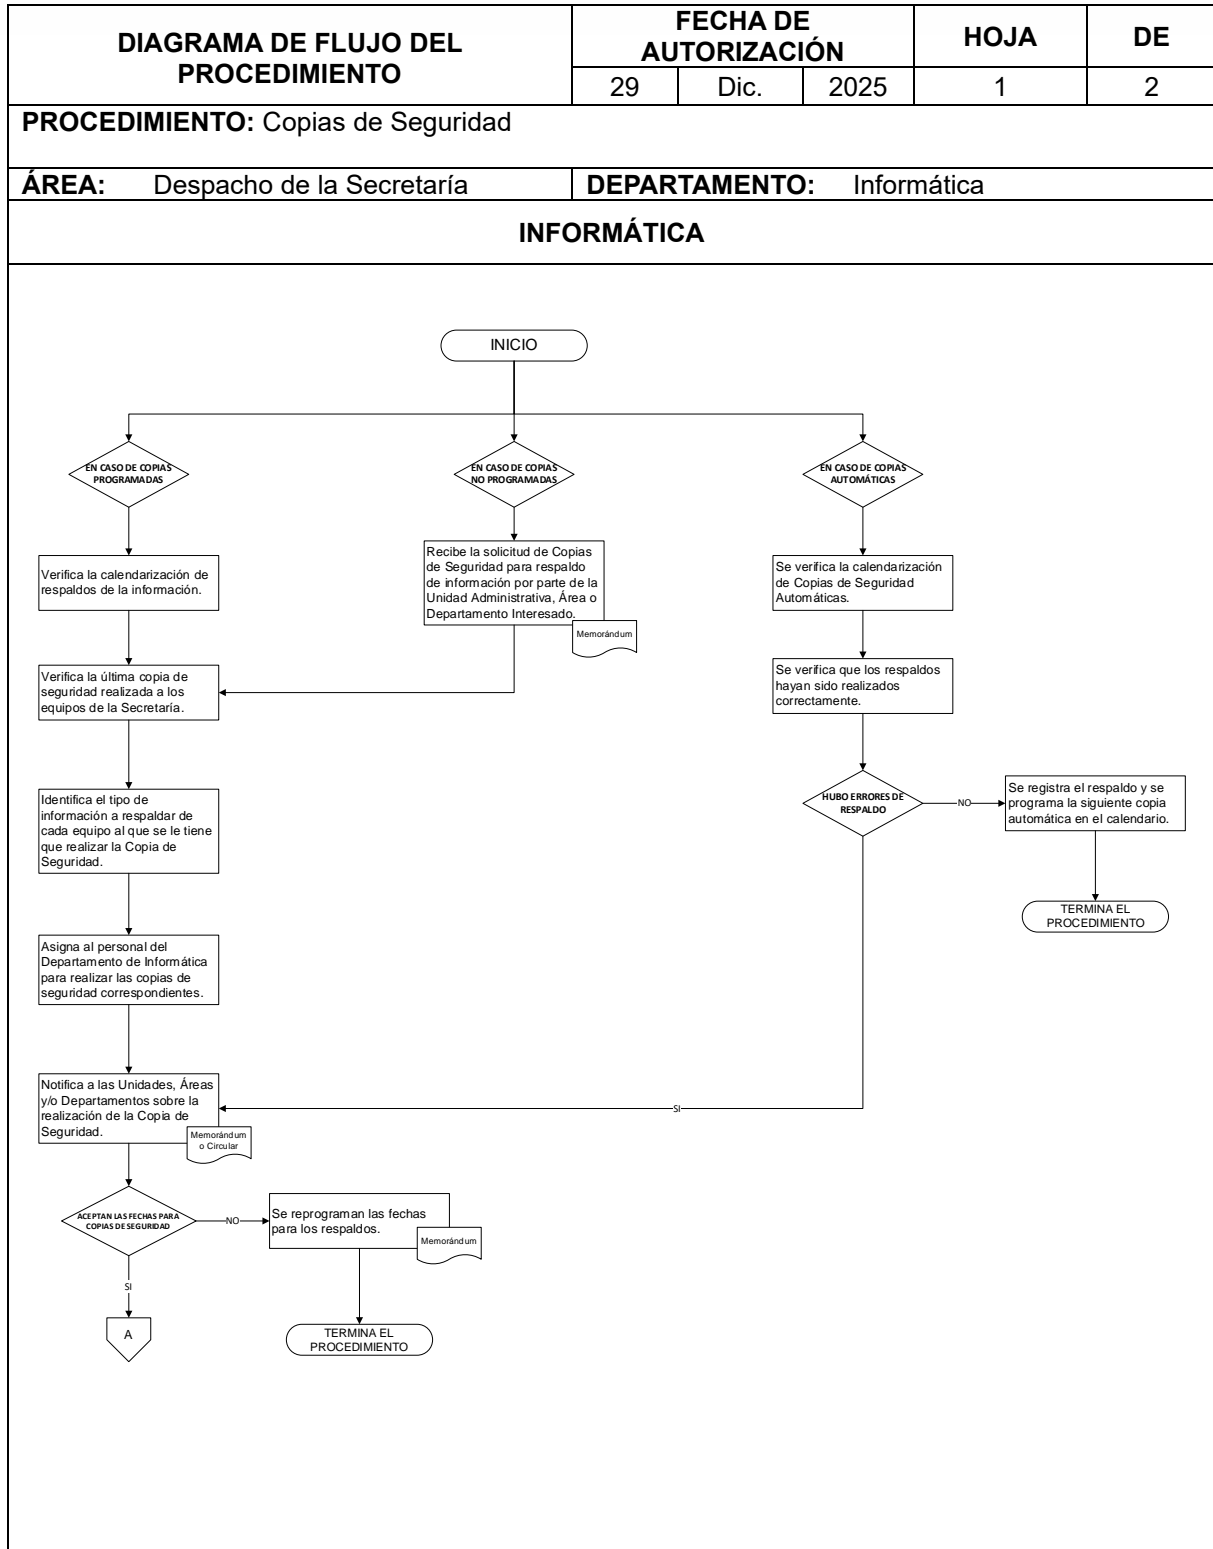 DIAGRAMA DE FLUJO DEL
PROCEDIMIENTO
FECHA DE
AUTORIZACIÓN
HOJA
DE
29
Dic.
2025
1
2
PROCEDIMIENTO: Copias de Seguridad
ÁREA: Despacho de la Secretaría
DEPARTAMENTO: Informática
INFORMÁTICA
INICIO
EN CASO DE COPIAS
PROGRAMADAS
EN CASO DE COPIAS
NO PROGRAMADAS
EN CASO DE COPIAS
AUTOMÁTICAS
Verifica la calendarización de
respaldos de la información.
Recibe la solicitud de Copias
de Seguridad para respaldo
de información por parte de la
Unidad Administrativa, Área o
Departamento Interesado.
Memorándum
Se verifica la calendarización
de Copias de Seguridad
Automáticas.
Verifica la última copia de
seguridad realizada a los
equipos de la Secretaría.
Se verifica que los respaldos
hayan sido realizados
correctamente.
Identifica el tipo de
información a respaldar de
cada equipo al que se le tiene
que realizar la Copia de
Seguridad.
HUBO ERRORES DE
RESPALDO
NO
Se registra el respaldo y se
programa la siguiente copia
automática en el calendario.
TERMINA EL
PROCEDIMIENTO
Asigna al personal del
Departamento de Informática
para realizar las copias de
seguridad correspondientes.
Notifica a las Unidades, Áreas
y/o Departamentos sobre la
realización de la Copia de
Seguridad.
Memorándum
o Circular
SI
ACEPTAN LAS FECHAS PARA
COPIAS DE SEGURIDAD
NO
Se reprograman las fechas
para los respaldos.
Memorándum
SI
A
TERMINA EL
PROCEDIMIENTO